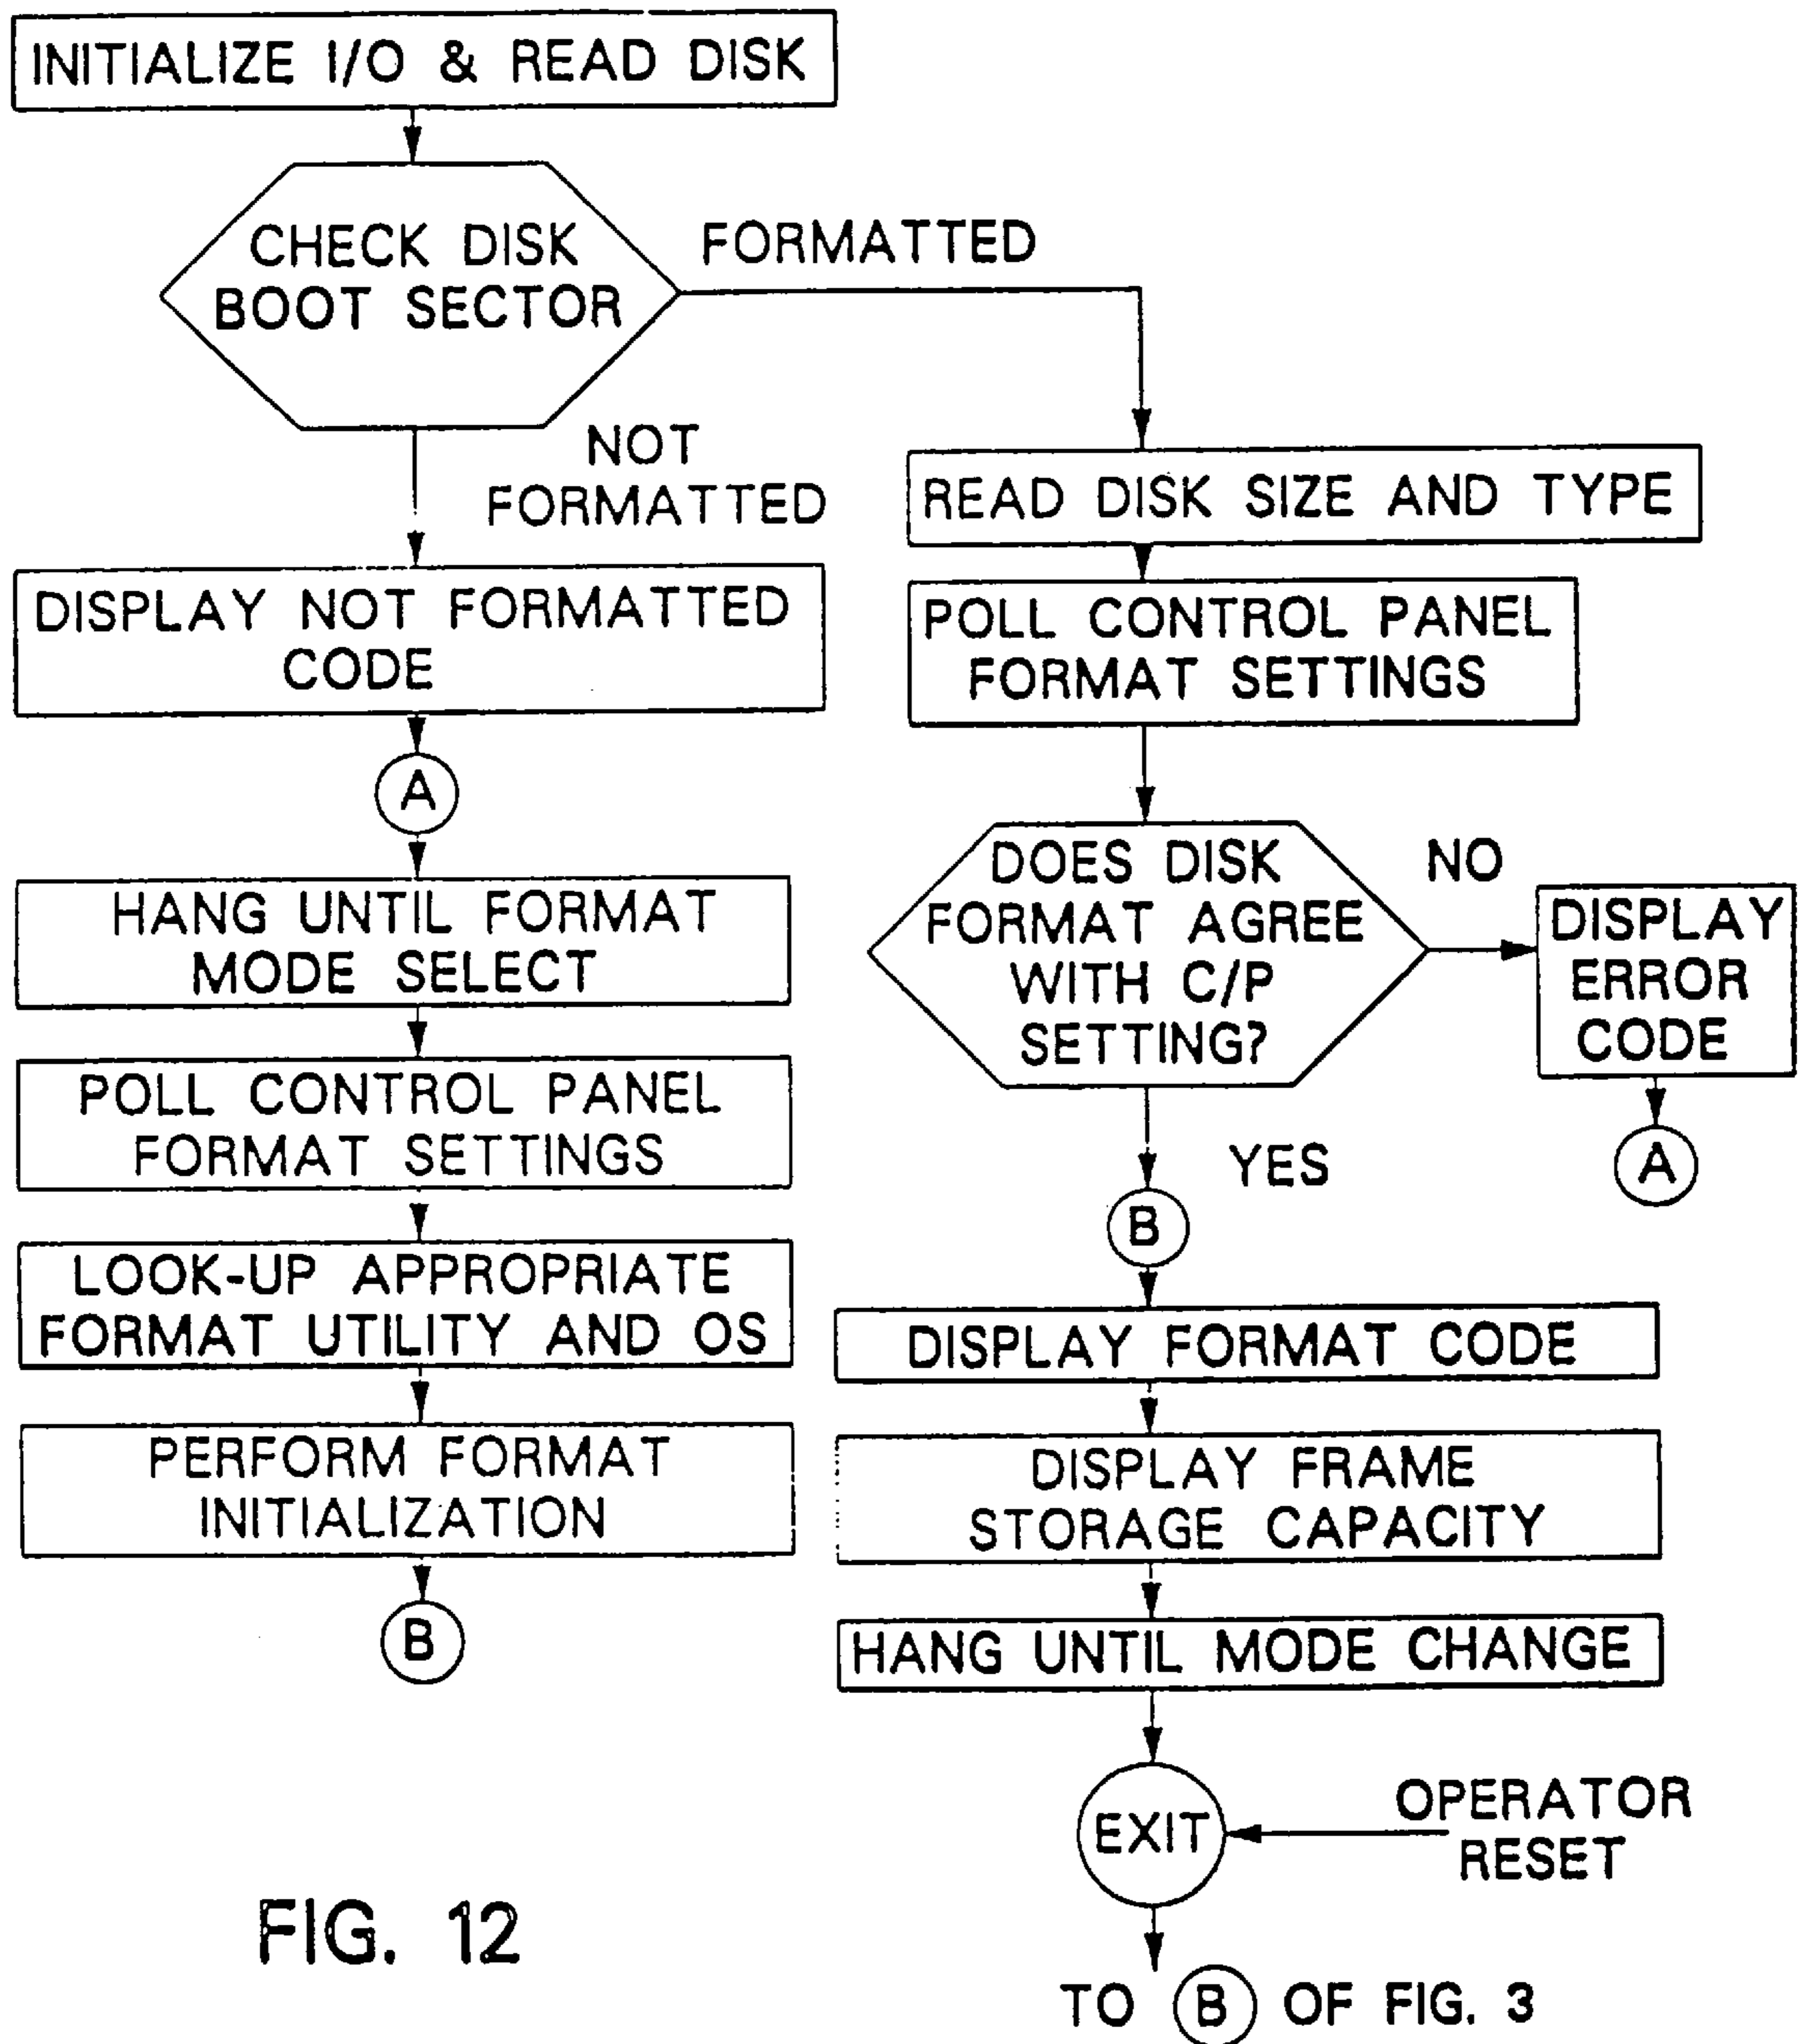 INITIALIZE I/O & READ DISK
CHECK DISK
BOOT SECTOR
FORMATTED
NOT
FORMATTED
DISPLAY NOT FORMATTED
CODE
A
HANG UNTIL FORMAT
MODE SELECT
POLL CONTROL PANEL
FORMAT SETTINGS
LOOK-UP APPROPRIATE
FORMAT UTILITY AND OS
PERFORM FORMAT
INITIALIZATION
B
READ DISK SIZE AND TYPE
POLL CONTROL PANEL
FORMAT SETTINGS
DOES DISK
FORMAT AGREE
WITH C/P
SETTING?
NO
DISPLAY
ERROR
CODE
A
YES
B
DISPLAY FORMAT CODE
DISPLAY FRAME
STORAGE CAPACITY
HANG UNTIL MODE CHANGE
EXIT
OPERATOR
RESET
TO B OF FIG. 3
FIG. 12